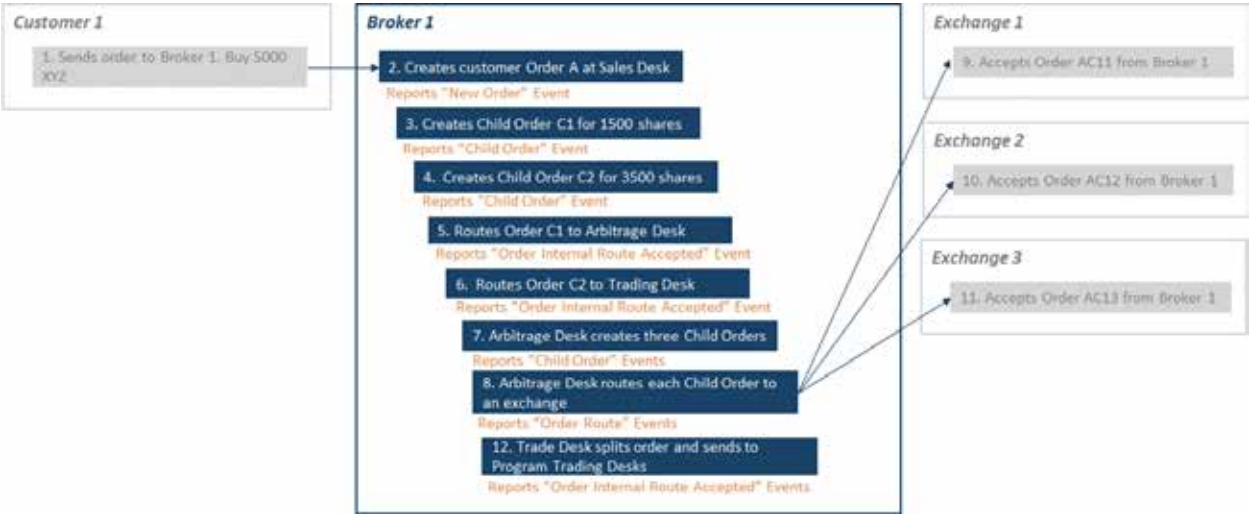 Customer 1
1. Sends order to Broker 1. Buy 5000
XYZ
Broker 1
2. Creates customer Order A at Sales Desk
Reports "New Order" Event
3. Creates Child Order C1 for 1500 shares
Reports "Child Order" Event
4. Creates Child Order C2 for 3500 shares
Reports "Child Order" Event
5. Routes Order C1 to Arbitrage Desk
Reports "Order Internal Route Accepted" Event
6. Routes Order C2 to Trading Desk
Reports "Order Internal Route Accepted" Event
7. Arbitrage Desk creates three Child Orders
Reports "Child Order" Events
8. Arbitrage Desk routes each Child Order to
an exchange
Reports "Order Route" Events
12. Trade Desk splits order and sends to
Program Trading Desks
Reports "Order Internal Route Accepted" Events
Exchange 1
9. Accepts Order AC11 from Broker 1
Exchange 2
10. Accepts Order AC12 from Broker 1
Exchange 3
11. Accepts Order AC13 from Broker 1